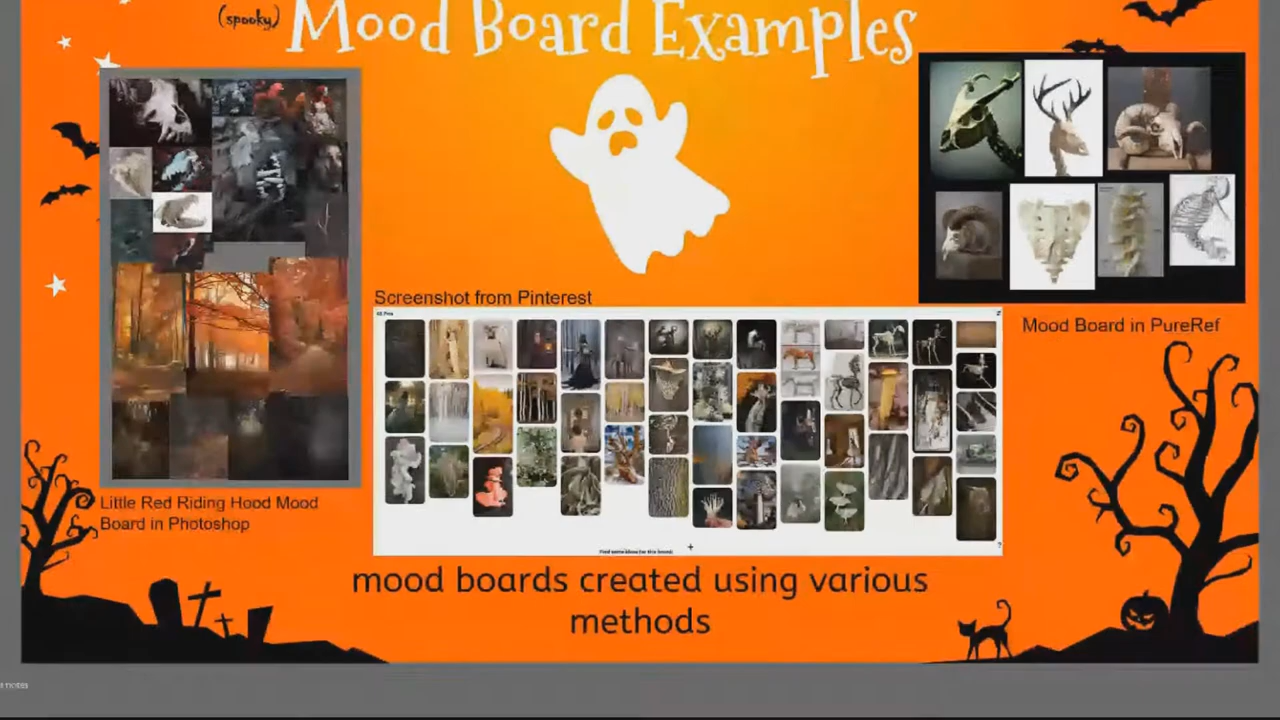 (spooky) Mood Board Examples
Screenshot from Pinterest
Mood Board in PureRef
Little Red Riding Hood Mood
Board in Photoshop
mood boards created using various
methods